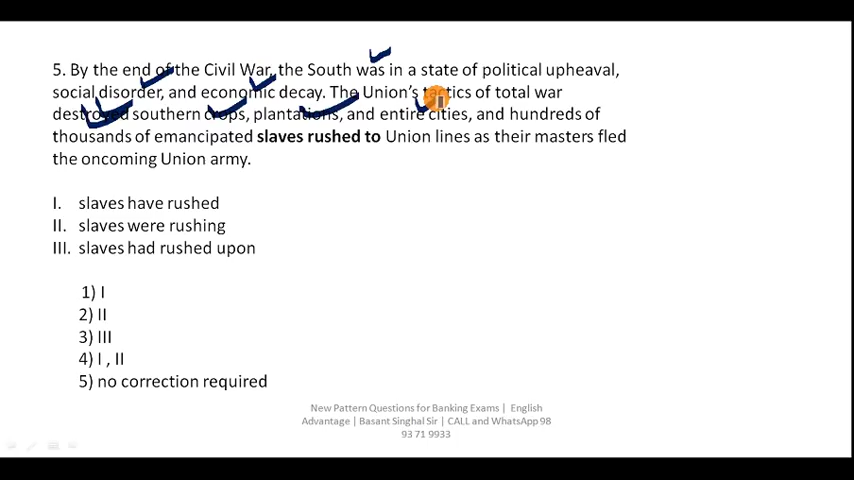 5. By the end of the Civil War, the South was in a state of political upheaval,
social disorder, and economic decay. The Union's tactics of total war
destroyed southern crops, plantations, and entire cities, and hundreds of
thousands of emancipated slaves rushed to Union lines as their masters fled
the oncoming Union army.
I. slaves have rushed
II. slaves were rushing
III. slaves had rushed upon
1) I
2) II
3) III
4) I , II
5) no correction required
New Pattern Questions for Banking Exams | English
Advantage | Basant Singhal Sir | CALL and WhatsApp 98
93 71 9933